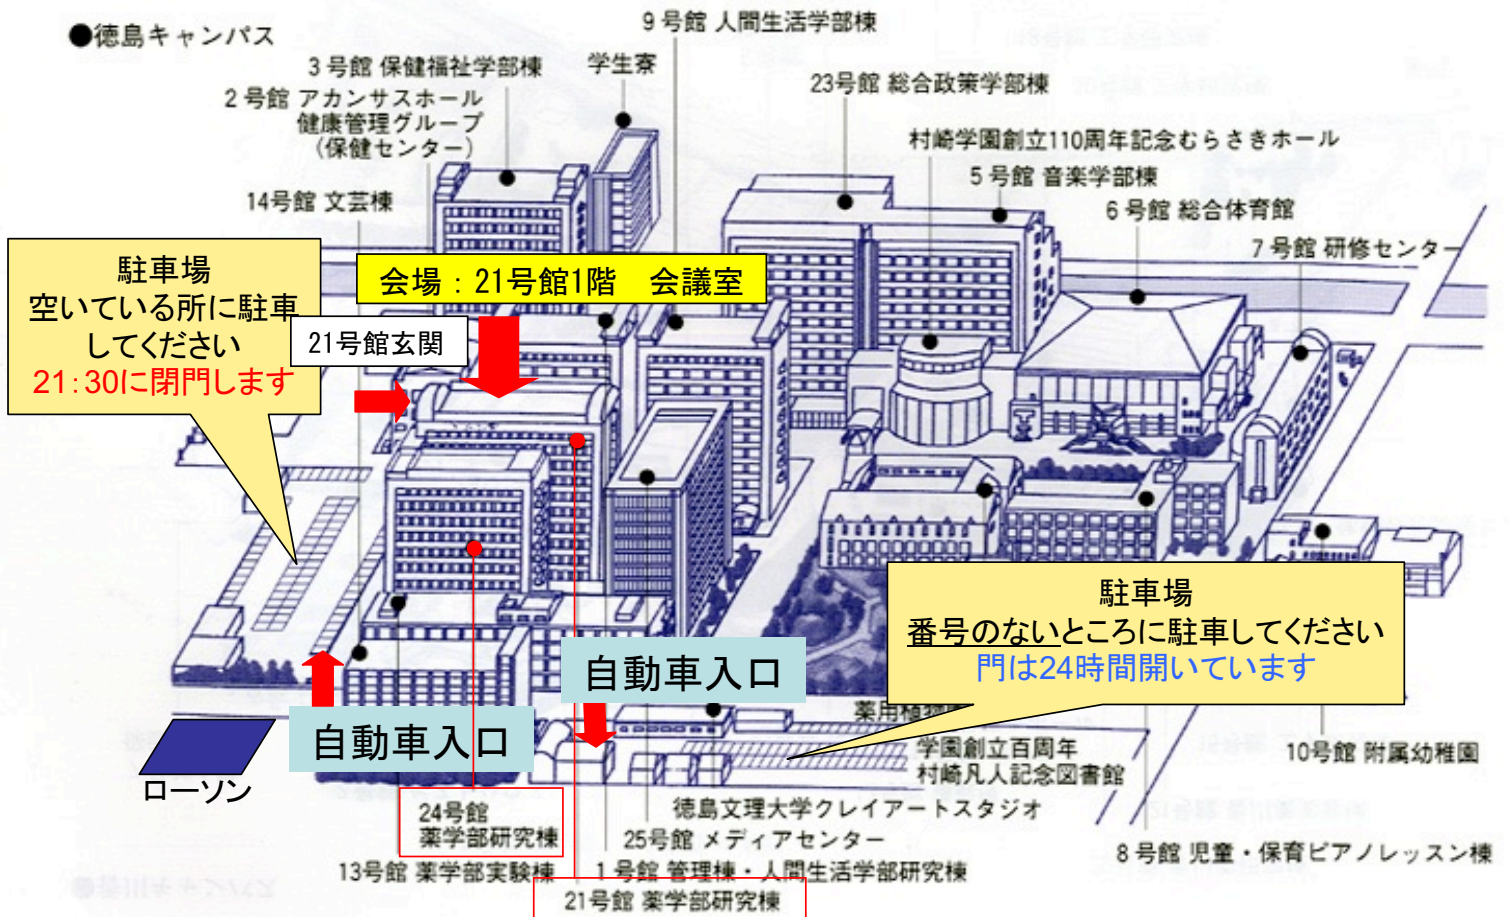 ●徳島キャンパス
9号館 人間生活学部棟
3号館 保健福祉学部棟
学生寮
2号館 アカンサスホール
健康管理グループ
(保健センター)
23号館 総合政策学部棟
村崎学園創立110周年記念むらさきホール
5号館 音楽学部棟
14号館 文芸棟
6号館 総合体育館
7号館 研修センター
駐車場
空いている所に駐車
してください
21:30に閉門します
会場：21号館1階　会議室
21号館玄関
駐車場
番号のないところに駐車してください
門は24時間開いています
自動車入口
自動車入口
ローソン
薬用植物
学園創立百周年
村崎凡人記念図書館
10号館 附属幼稚園
徳島文理大学クレイアートスタジオ
24号館
薬学部研究棟
25号館 メディアセンター
8号館 児童・保育ピアノレッスン棟
13号館 薬学部実験棟
1号館 管理棟・人間生活学部研究棟
21号館 薬学部研究棟